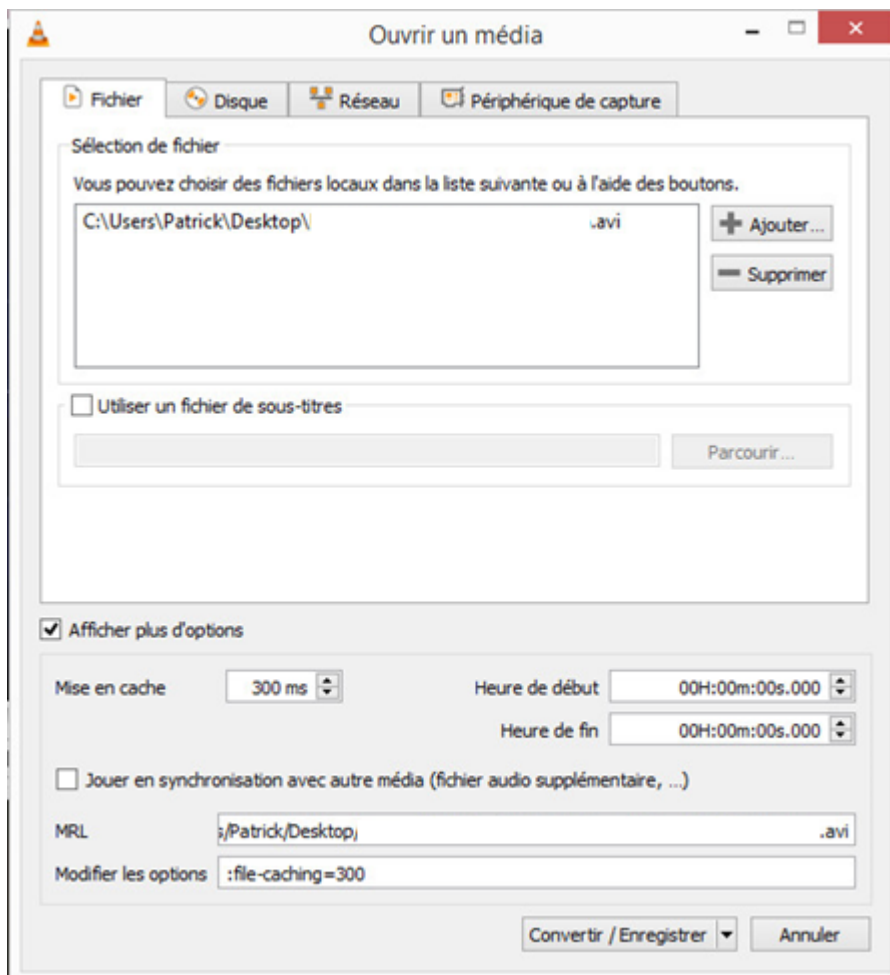 Ouvrir un média
Fichier Disque Réseau Périphérique de capture
Sélection de fichier
Vous pouvez choisir des fichiers locaux dans la liste suivante ou à l'aide des boutons.
C:\Users\Patrick\Desktop\ .avi
Ajouter...
Supprimer
Utiliser un fichier de sous-titres
Parcourir...
Afficher plus d'options
Mise en cache 300 ms Heure de début 00H:00m:00s.000
Heure de fin 00H:00m:00s.000
Jouer en synchronisation avec autre média (fichier audio supplémentaire, ...)
MRL s/Patrick/Desktop/ .avi
Modifier les options :file-caching=300
Convertir / Enregistrer Annuler